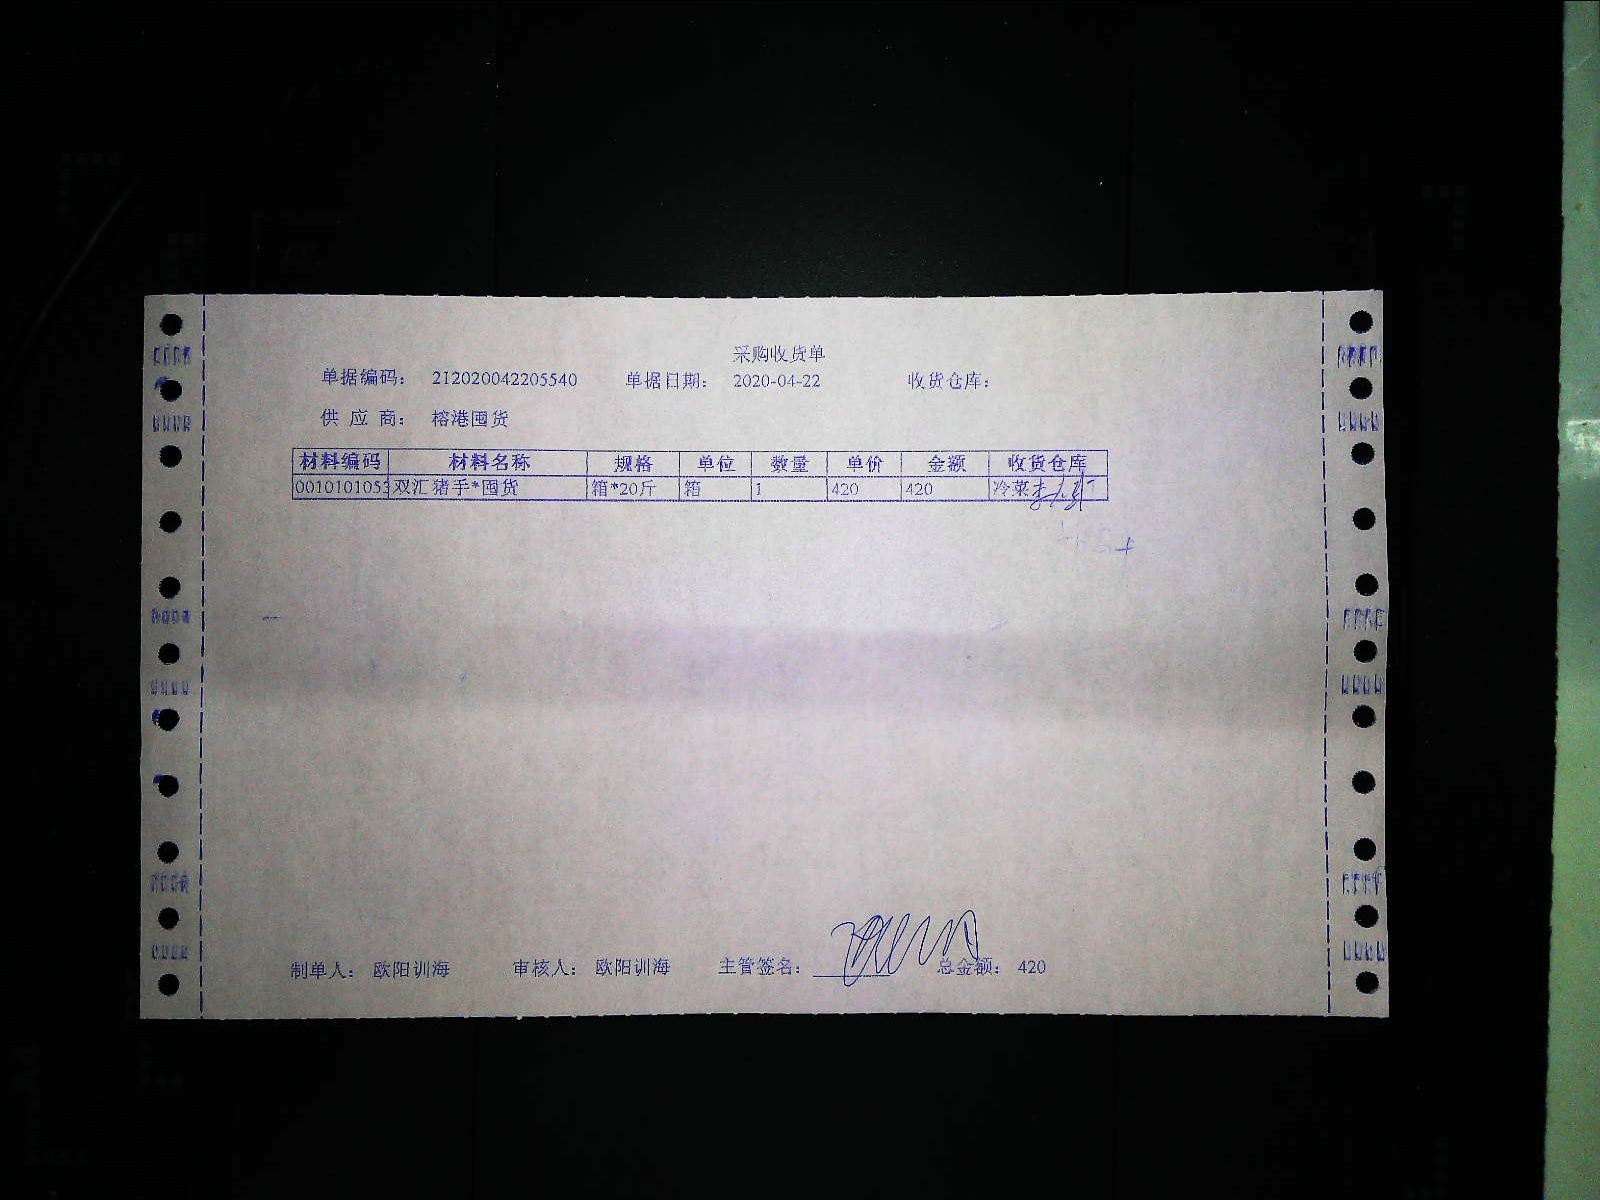 采购收货单
单据编码： 212020042205540 单据日期： 2020-04-22 收货仓库：
供 应 商： 榕港囤货
材料编码 材料名称 规格 单位 数量 单价 金额 收货仓库
0010101053 双汇猪手*囤货 箱*20斤 箱 1 420 420 冷菜
制单人： 欧阳训海 审核人： 欧阳训海 主管签名： 总金额： 420